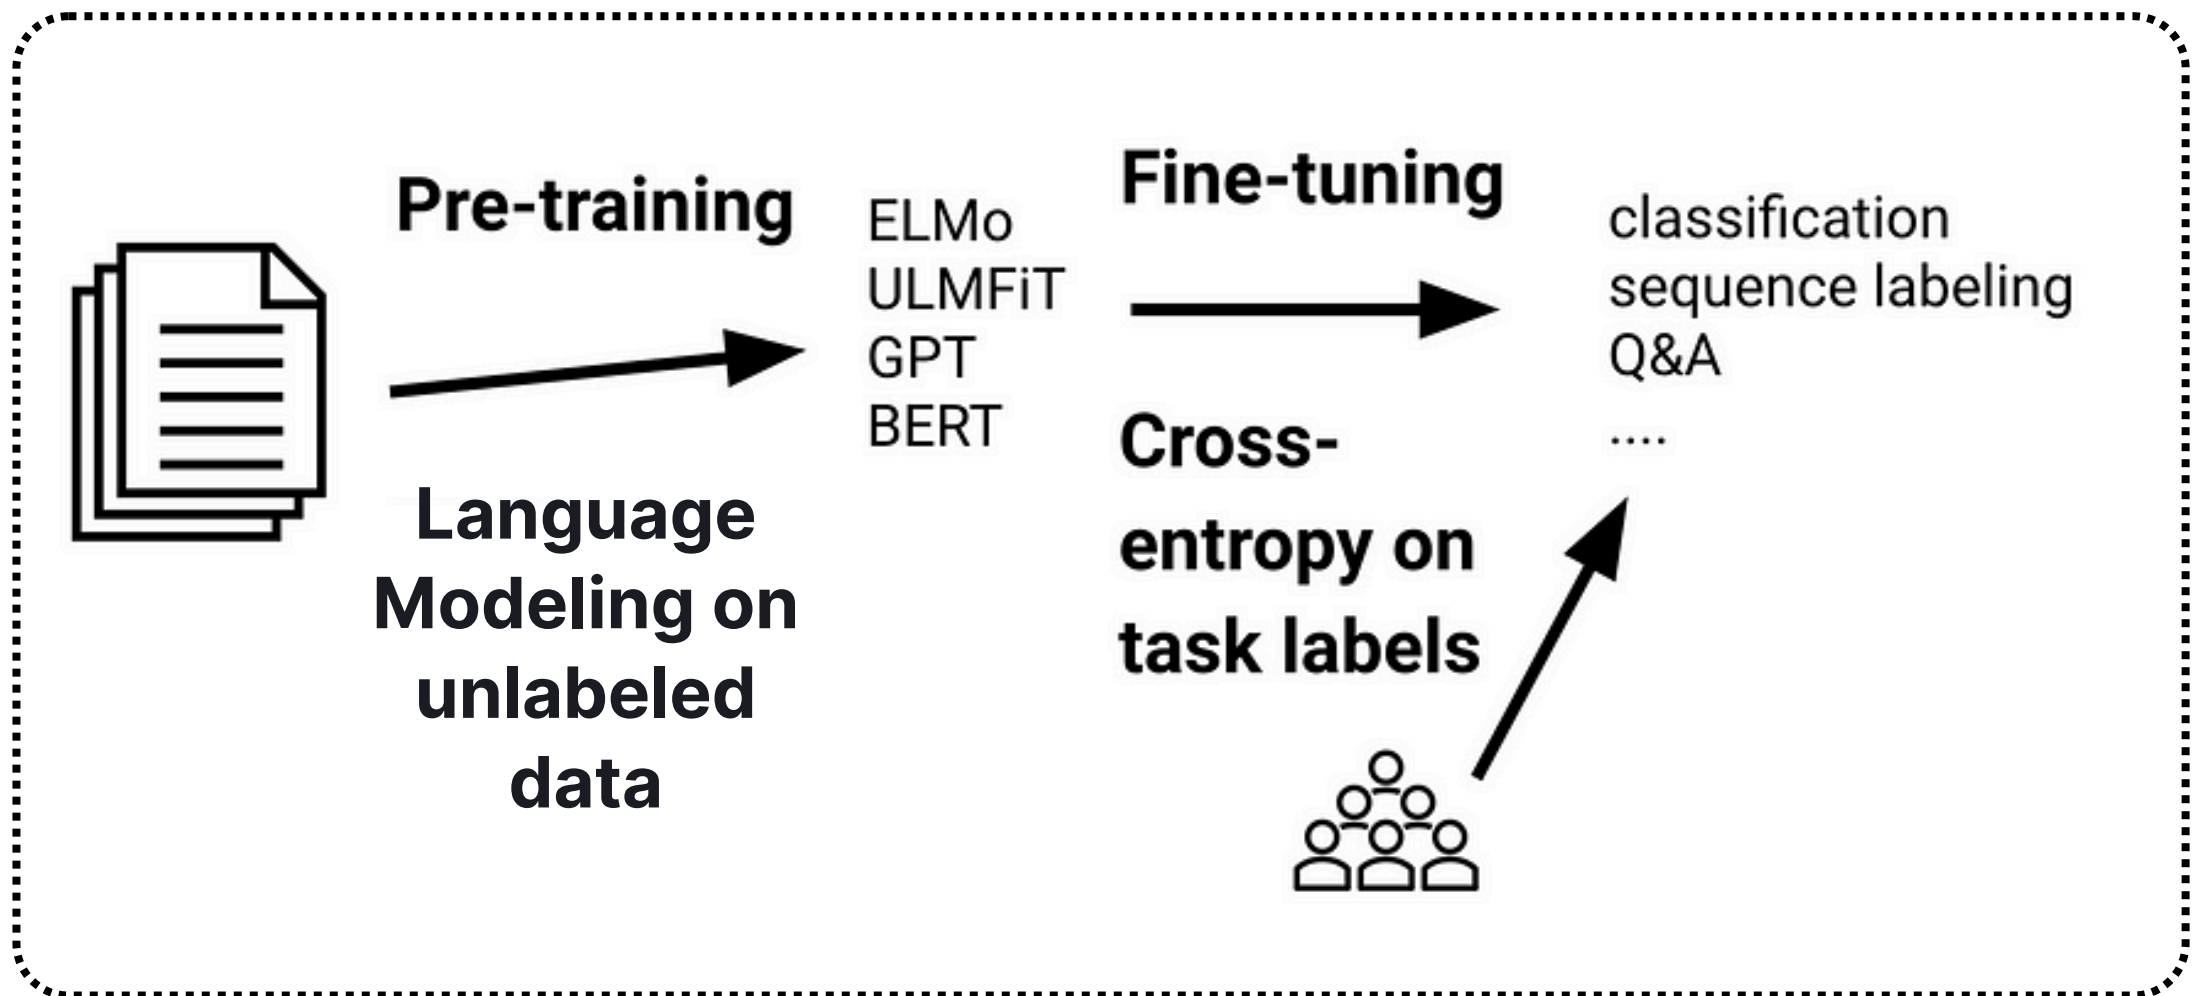 Pre-training
Language
Modeling on
unlabeled
data
ELMo
ULMFiT
GPT
BERT
Fine-tuning
Cross-
entropy on
task labels
classification
sequence labeling
Q&A
....